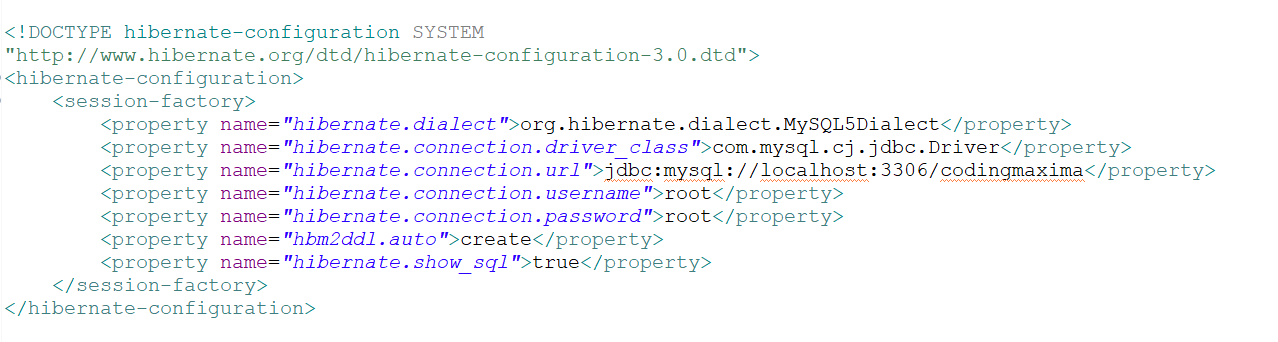 <!DOCTYPE hibernate-configuration SYSTEM
"http://www.hibernate.org/dtd/hibernate-configuration-3.0.dtd">
<hibernate-configuration>
    <session-factory>
        <property name="hibernate.dialect">org.hibernate.dialect.MySQL5Dialect</property>
        <property name="hibernate.connection.driver_class">com.mysql.cj.jdbc.Driver</property>
        <property name="hibernate.connection.url">jdbc:mysql://localhost:3306/codingmaxima</property>
        <property name="hibernate.connection.username">root</property>
        <property name="hibernate.connection.password">root</property>
        <property name="hbm2ddl.auto">create</property>
        <property name="hibernate.show_sql">true</property>
    </session-factory>
</hibernate-configuration>